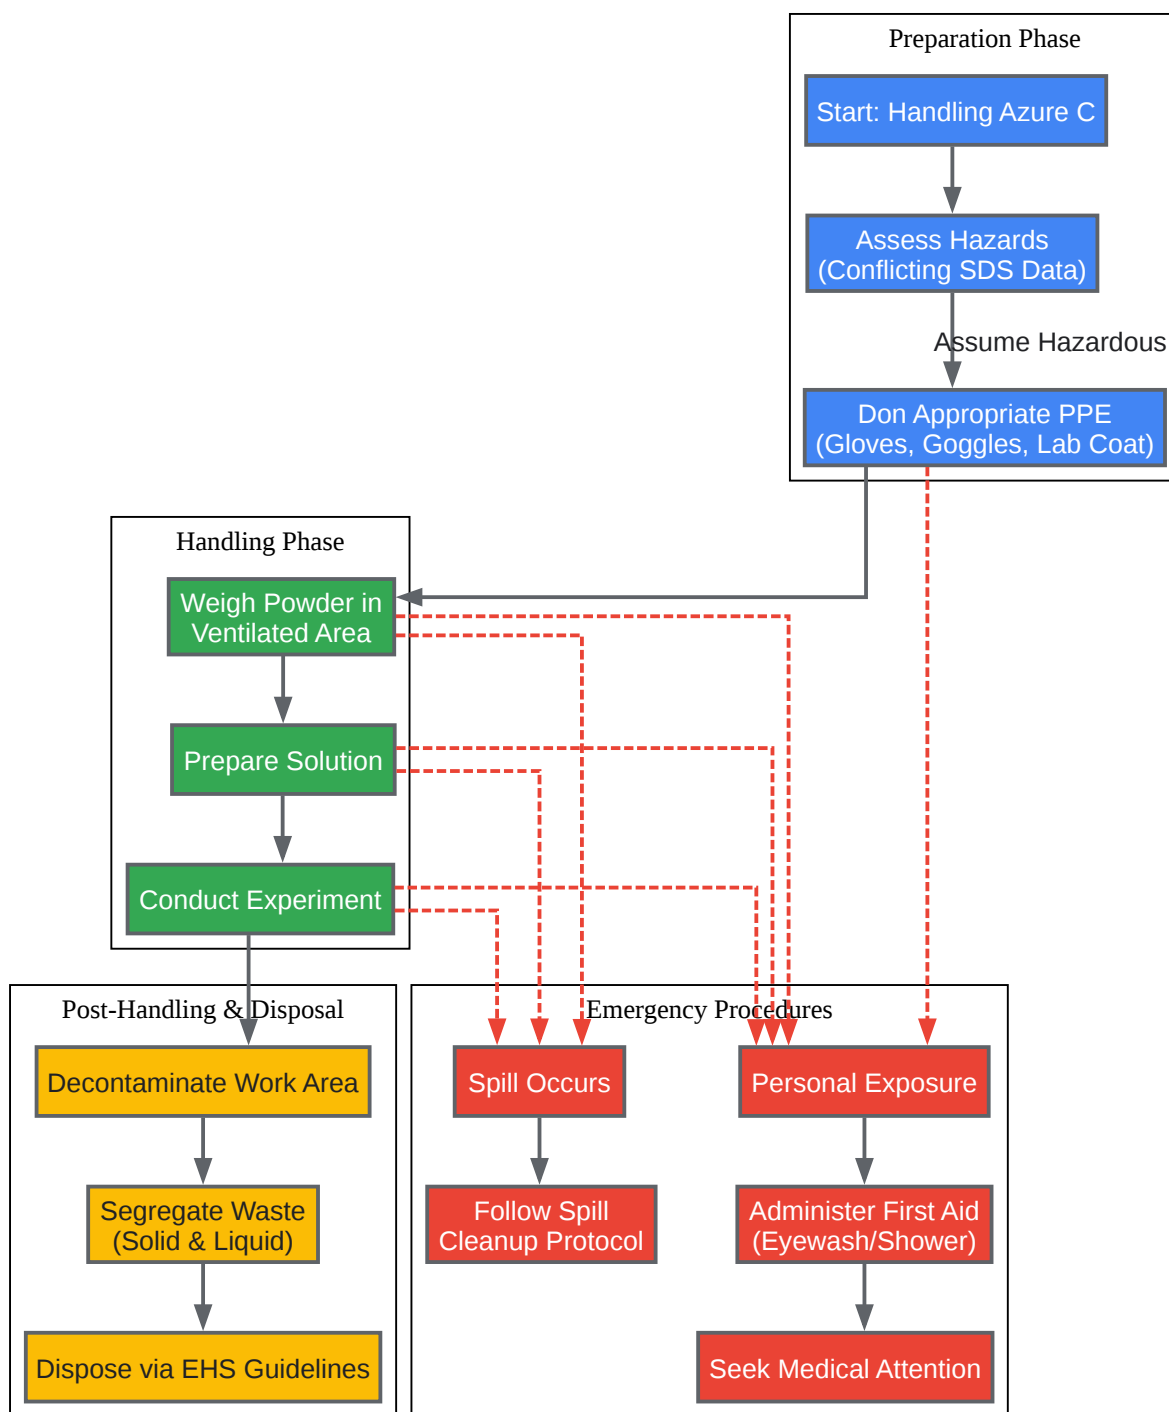 Preparation Phase
Start: Handling Azure C
Assess Hazards
(Conflicting SDS Data)
Assume Hazardous
Don Appropriate PPE
(Gloves, Goggles, Lab Coat)
Handling Phase
Weigh Powder in
Ventilated Area
Prepare Solution
Conduct Experiment
Post-Handling & Disposal
Decontaminate Work Area
Segregate Waste
(Solid & Liquid)
Dispose via EHS Guidelines
Emergency Procedures
Spill Occurs
Follow Spill
Cleanup Protocol
Personal Exposure
Administer First Aid
(Eyewash/Shower)
Seek Medical Attention